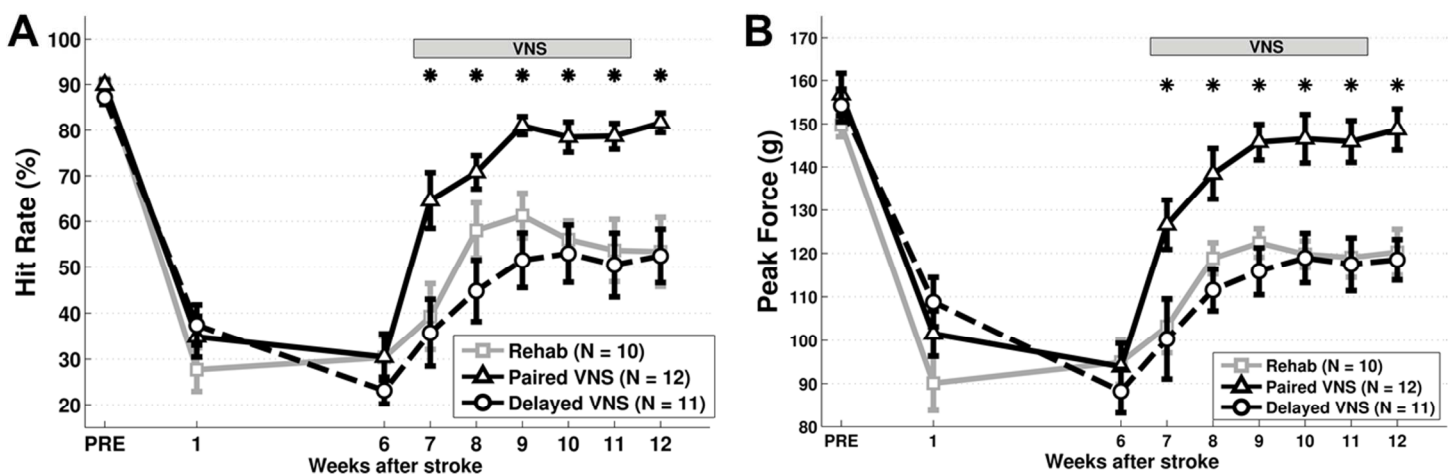 A
VNS
* * * * * *
Hit Rate (%)
100
90
80
70
60
50
40
30
20
Rehab (N = 10)
Paired VNS (N = 12)
Delayed VNS (N = 11)
PRE 1 6 7 8 9 10 11 12
Weeks after stroke
B
VNS
* * * * * *
Peak Force (g)
170
160
150
140
130
120
110
100
90
80
Rehab (N = 10)
Paired VNS (N = 12)
Delayed VNS (N = 11)
PRE 1 6 7 8 9 10 11 12
Weeks after stroke